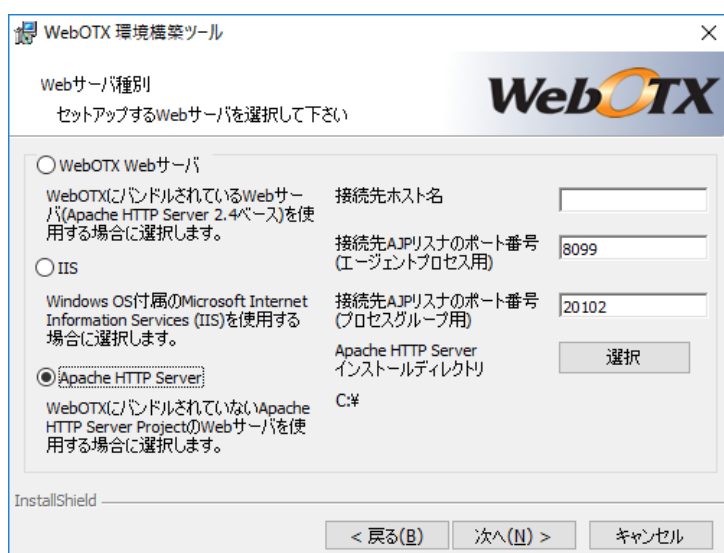 WebOTX 環境構築ツール
Webサーバ種別
セットアップするWebサーバを選択して下さい
WebOTX
WebOTX Webサーバ
WebOTXにバンドルされているWebサー
バ(Apache HTTP Server 2.4ベース)を使
用する場合に選択します。
IIS
Windows OS付属のMicrosoft Internet
Information Services (IIS)を使用する
場合に選択します。
Apache HTTP Server
WebOTXにバンドルされていないApache
HTTP Server ProjectのWebサーバを使
用する場合に選択します。
接続先ホスト名
接続先AJPリスナのポート番号
(エージェントプロセス用)
8099
接続先AJPリスナのポート番号
(プロセスグループ用)
20102
Apache HTTP Server
インストールディレクトリ
選択
C:¥
InstallShield
< 戻る(B)
次へ(N) >
キャンセル